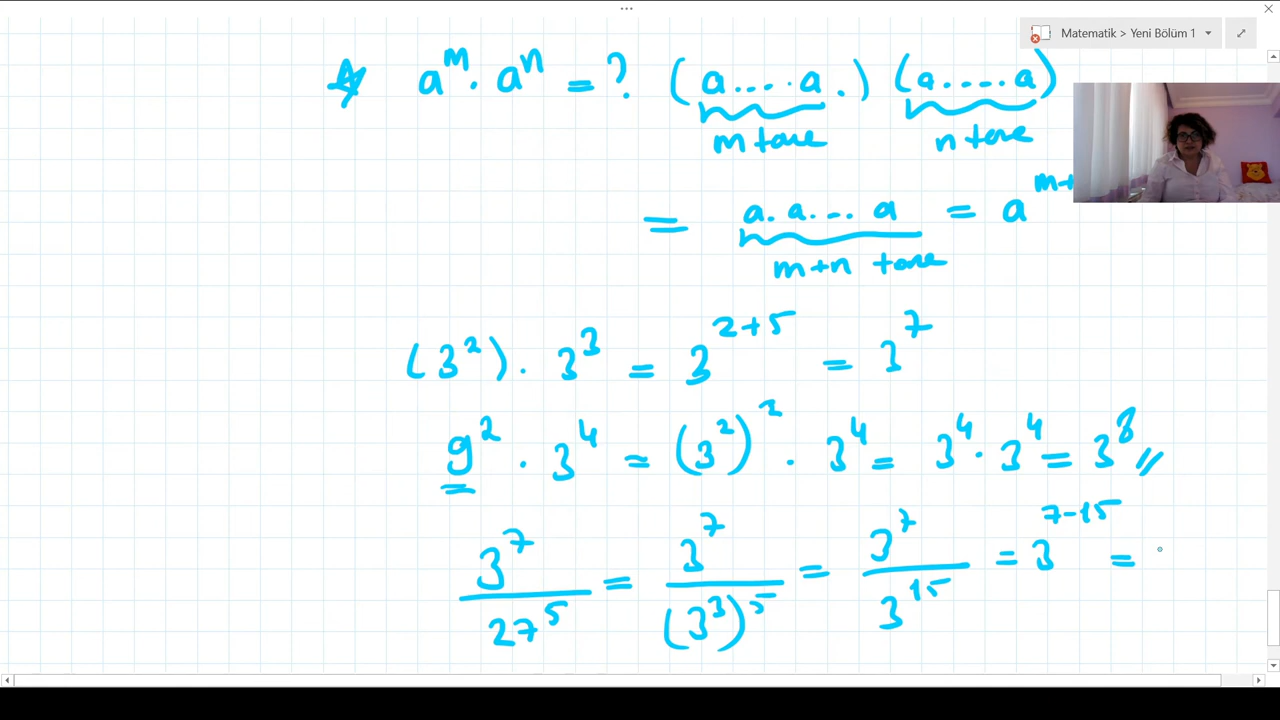 Matematik > Yeni Bölüm 1
a^m . a^n = ? (a....a.) (a....a)
m tane n tane
= a.a...a = a^m+
m+n tane
(3^2) . 3^3 = 3^2+5 = 3^7
9^2 . 3^4 = (3^2)^2 . 3^4 = 3^4 . 3^4 = 3^8 //
3^7/27^5 = 3^7/(3^3)^5 = 3^7/3^15 = 3^7-15 =